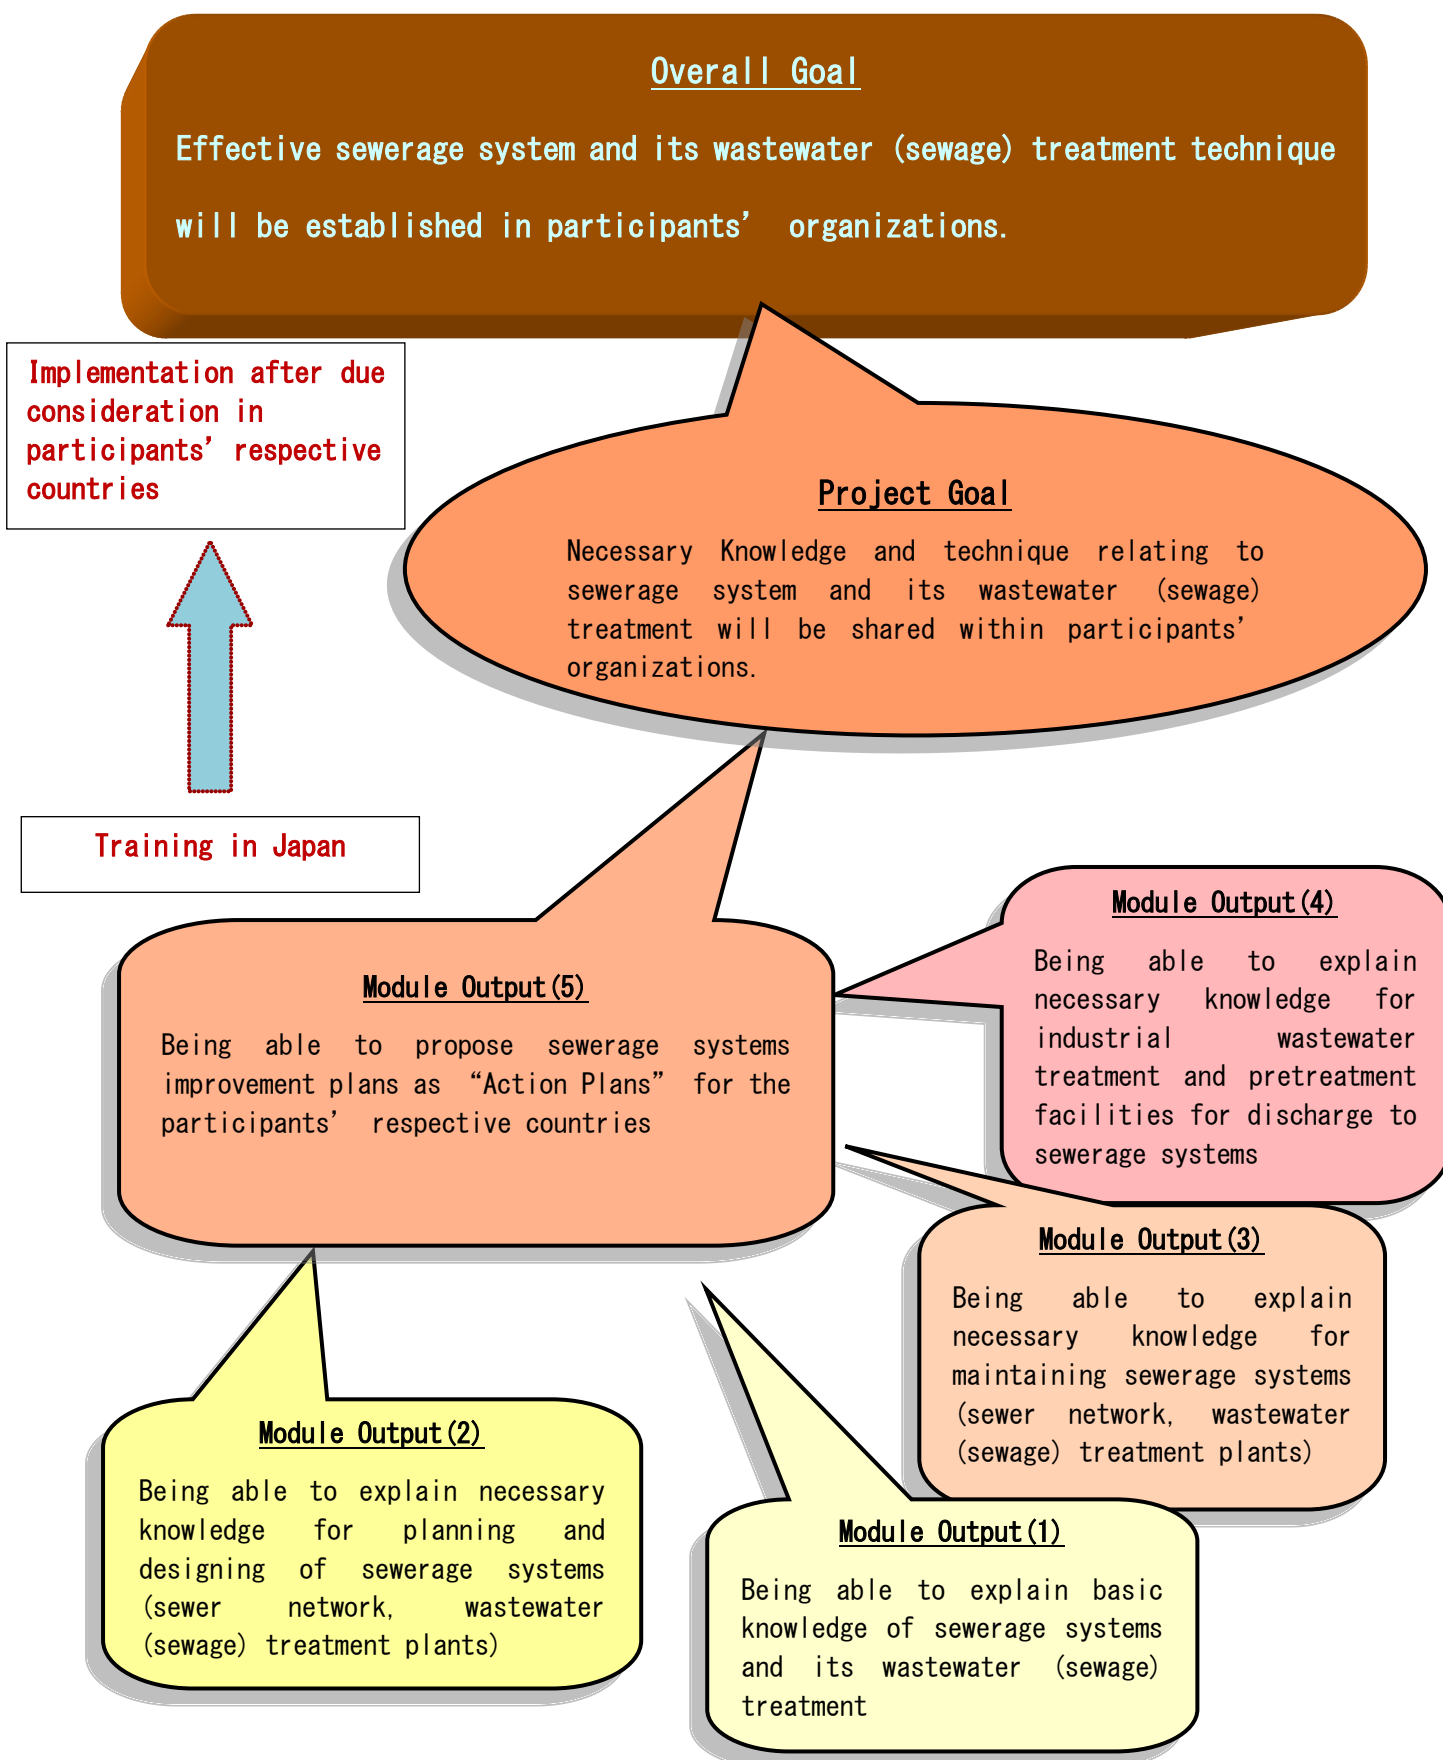 Overall Goal
Effective sewerage system and its wastewater (sewage) treatment technique
will be established in participants’ organizations.
Implementation after due
consideration in
participants’ respective
countries
Project Goal
Necessary Knowledge and technique relating to
sewerage system and its wastewater (sewage)
treatment will be shared within participants’
organizations.
Training in Japan
Module Output(4)
Being able to explain
necessary knowledge for
industrial wastewater
treatment and pretreatment
facilities for discharge to
sewerage systems
Module Output(5)
Being able to propose sewerage systems
improvement plans as “Action Plans” for the
participants’ respective countries
Module Output(3)
Being able to explain
necessary knowledge for
maintaining sewerage systems
(sewer network, wastewater
(sewage) treatment plants)
Module Output(2)
Being able to explain necessary
knowledge for planning and
designing of sewerage systems
(sewer network, wastewater
(sewage) treatment plants)
Module Output(1)
Being able to explain basic
knowledge of sewerage systems
and its wastewater (sewage)
treatment